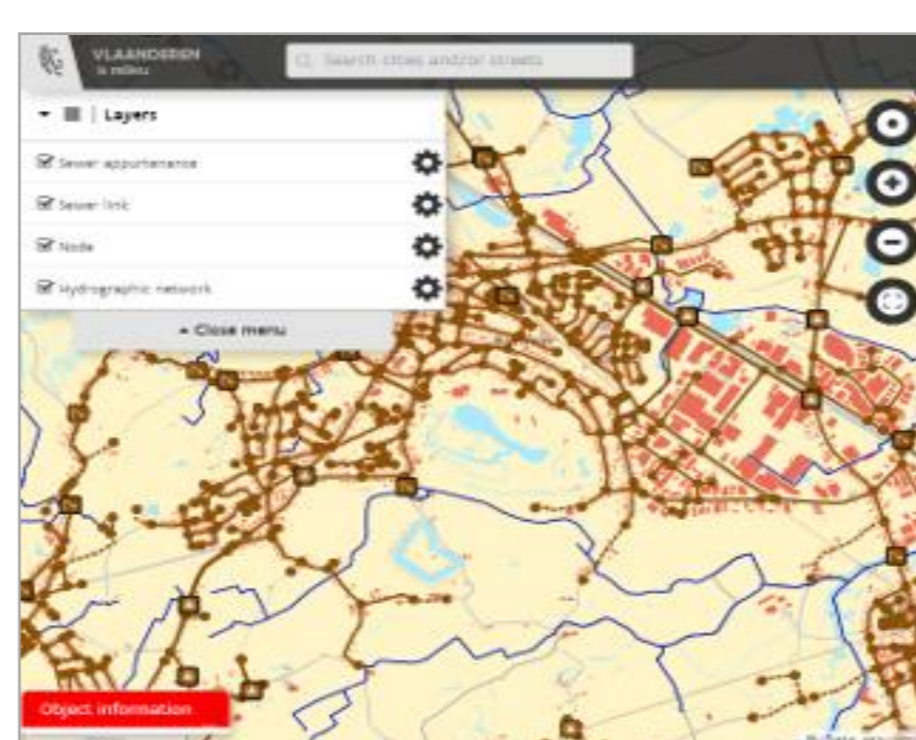 VLAANDEREN
is milieu
Search cities and/or streets
Layers
Sewer appurtenance
Sewer link
Node
Hydrographic network
Close menu
Object information